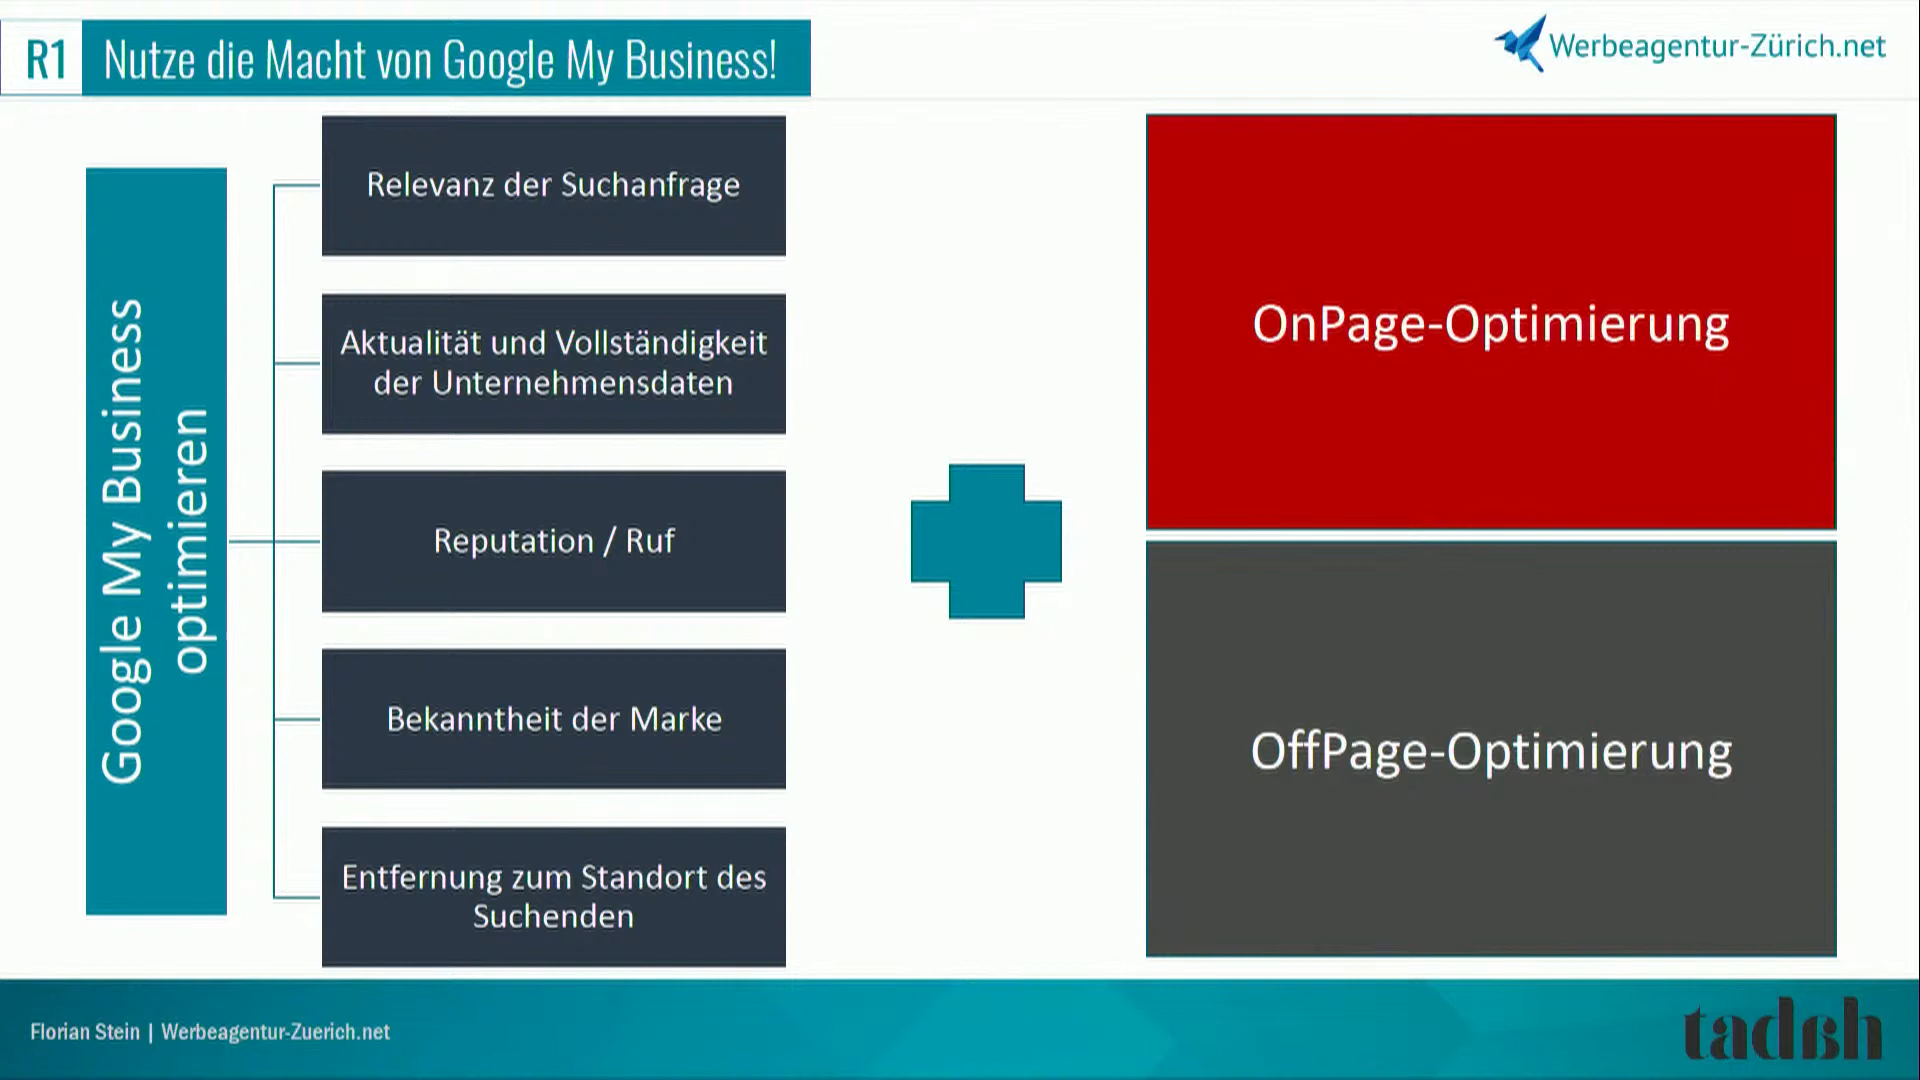 R1 Nutze die Macht von Google My Business!
Werbeagentur-Zürich.net
Google My Business
optimieren
Relevanz der Suchanfrage
Aktualität und Vollständigkeit
der Unternehmensdaten
Reputation / Ruf
Bekanntheit der Marke
Entfernung zum Standort des
Suchenden
OnPage-Optimierung
OffPage-Optimierung
Florian Stein | Werbeagentur-Zuerich.net